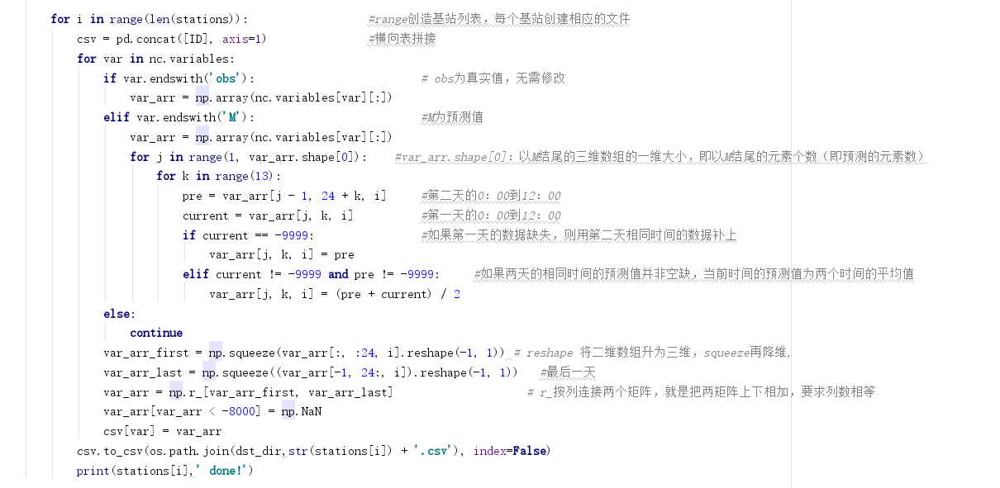 for i in range(len(stations)): #range创造基站列表，每个基站创建相应的文件
csv = pd.concat([ID], axis=1) #横向表拼接
for var in nc.variables:
if var.endswith('obs'): # obs为真实值，无需修改
var_arr = np.array(nc.variables[var][:])
elif var.endswith('M'): #M为预测值
var_arr = np.array(nc.variables[var][:])
for j in range(1, var_arr.shape[0]): #var_arr.shape[0]：以M结尾的三维数组的一维大小，即以M结尾的元素个数（即预测的元素数）
for k in range(13):
pre = var_arr[j - 1, 24 + k, i] #第二天的0：00到12：00
current = var_arr[j, k, i] #第一天的0：00到12：00
if current == -9999: #如果第一天的数据缺失，则用第二天相同时间的数据补上
var_arr[j, k, i] = pre
elif current != -9999 and pre != -9999: #如果两天的相同时间的预测值并非空缺，当前时间的预测值为两个时间的平均值
var_arr[j, k, i] = (pre + current) / 2
else:
continue
var_arr_first = np.squeeze(var_arr[:, :24, i].reshape(-1, 1)) # reshape 将二维数组升为三维，squeeze再降维,
var_arr_last = np.squeeze((var_arr[-1, 24:, i]).reshape(-1, 1)) #最后一天
var_arr = np.r_[var_arr_first, var_arr_last] # r_按列连接两个矩阵，就是把两矩阵上下相加，要求列数相等
var_arr[var_arr < -8000] = np.NaN
csv[var] = var_arr
csv.to_csv(os.path.join(dst_dir,str(stations[i]) + '.csv'), index=False)
print(stations[i],' done!')